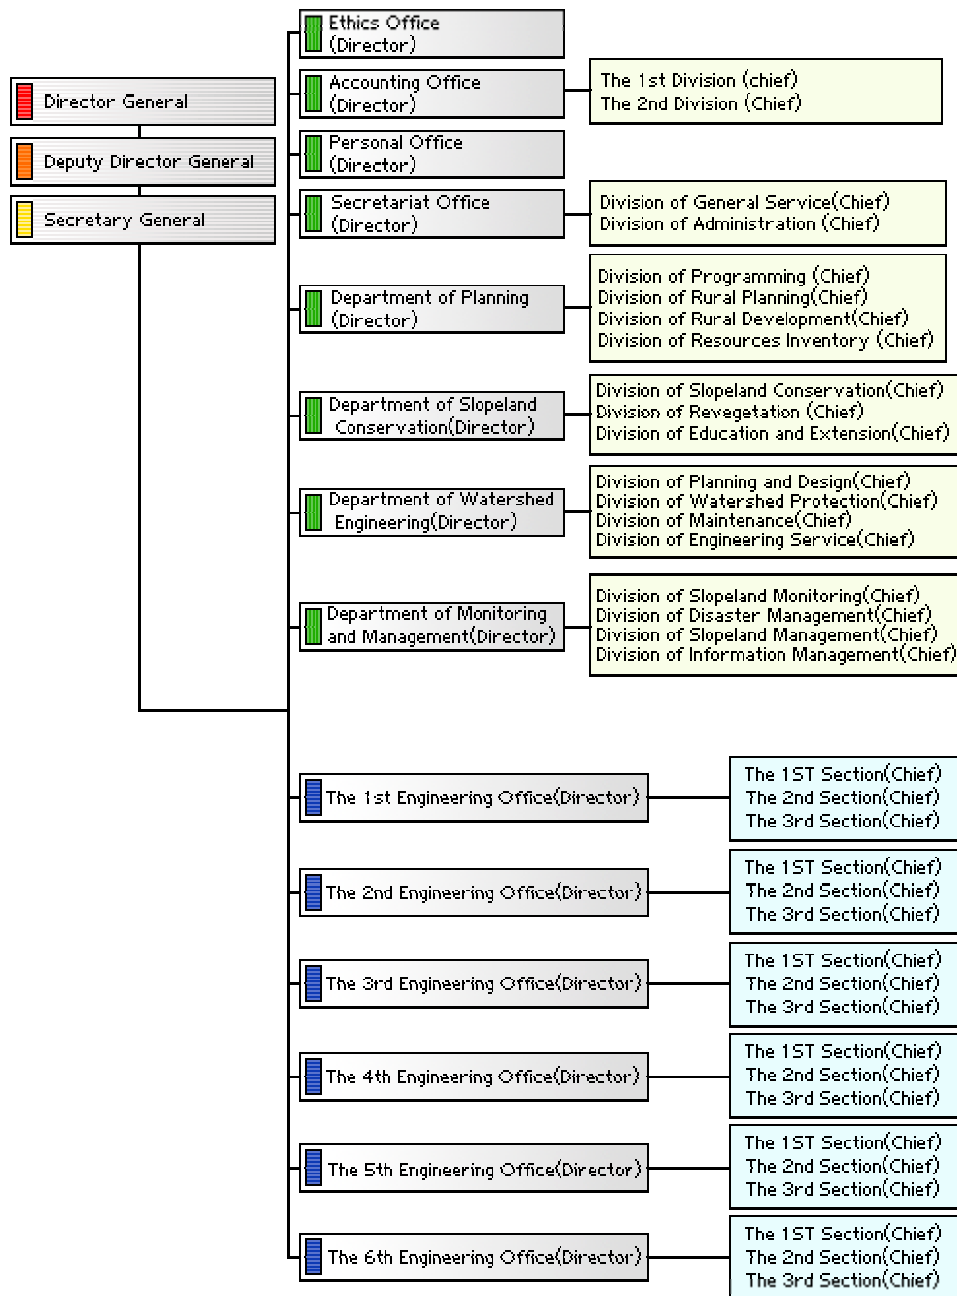 Director General
Deputy Director General
Secretary General
Ethics Office
(Director)
Accounting Office
(Director)
The 1st Division (chief)
The 2nd Division (Chief)
Personal Office
(Director)
Secretariat Office
(Director)
Division of General Service(Chief)
Division of Administration (Chief)
Department of Planning
(Director)
Division of Programming (Chief)
Division of Rural Planning(Chief)
Division of Rural Development(Chief)
Division of Resources Inventory (Chief)
Department of Slopeland
Conservation(Director)
Division of Slopeland Conservation(Chief)
Division of Revegetation (Chief)
Division of Education and Extension(Chief)
Department of Watershed
Engineering(Director)
Division of Planning and Design(Chief)
Division of Watershed Protection(Chief)
Division of Maintenance(Chief)
Division of Engineering Service(Chief)
Department of Monitoring
and Management(Director)
Division of Slopeland Monitoring(Chief)
Division of Disaster Management(Chief)
Division of Slopeland Management(Chief)
Division of Information Management(Chief)
The 1st Engineering Office(Director)
The 1ST Section(Chief)
The 2nd Section(Chief)
The 3rd Section(Chief)
The 2nd Engineering Office(Director)
The 1ST Section(Chief)
The 2nd Section(Chief)
The 3rd Section(Chief)
The 3rd Engineering Office(Director)
The 1ST Section(Chief)
The 2nd Section(Chief)
The 3rd Section(Chief)
The 4th Engineering Office(Director)
The 1ST Section(Chief)
The 2nd Section(Chief)
The 3rd Section(Chief)
The 5th Engineering Office(Director)
The 1ST Section(Chief)
The 2nd Section(Chief)
The 3rd Section(Chief)
The 6th Engineering Office(Director)
The 1ST Section(Chief)
The 2nd Section(Chief)
The 3rd Section(Chief)